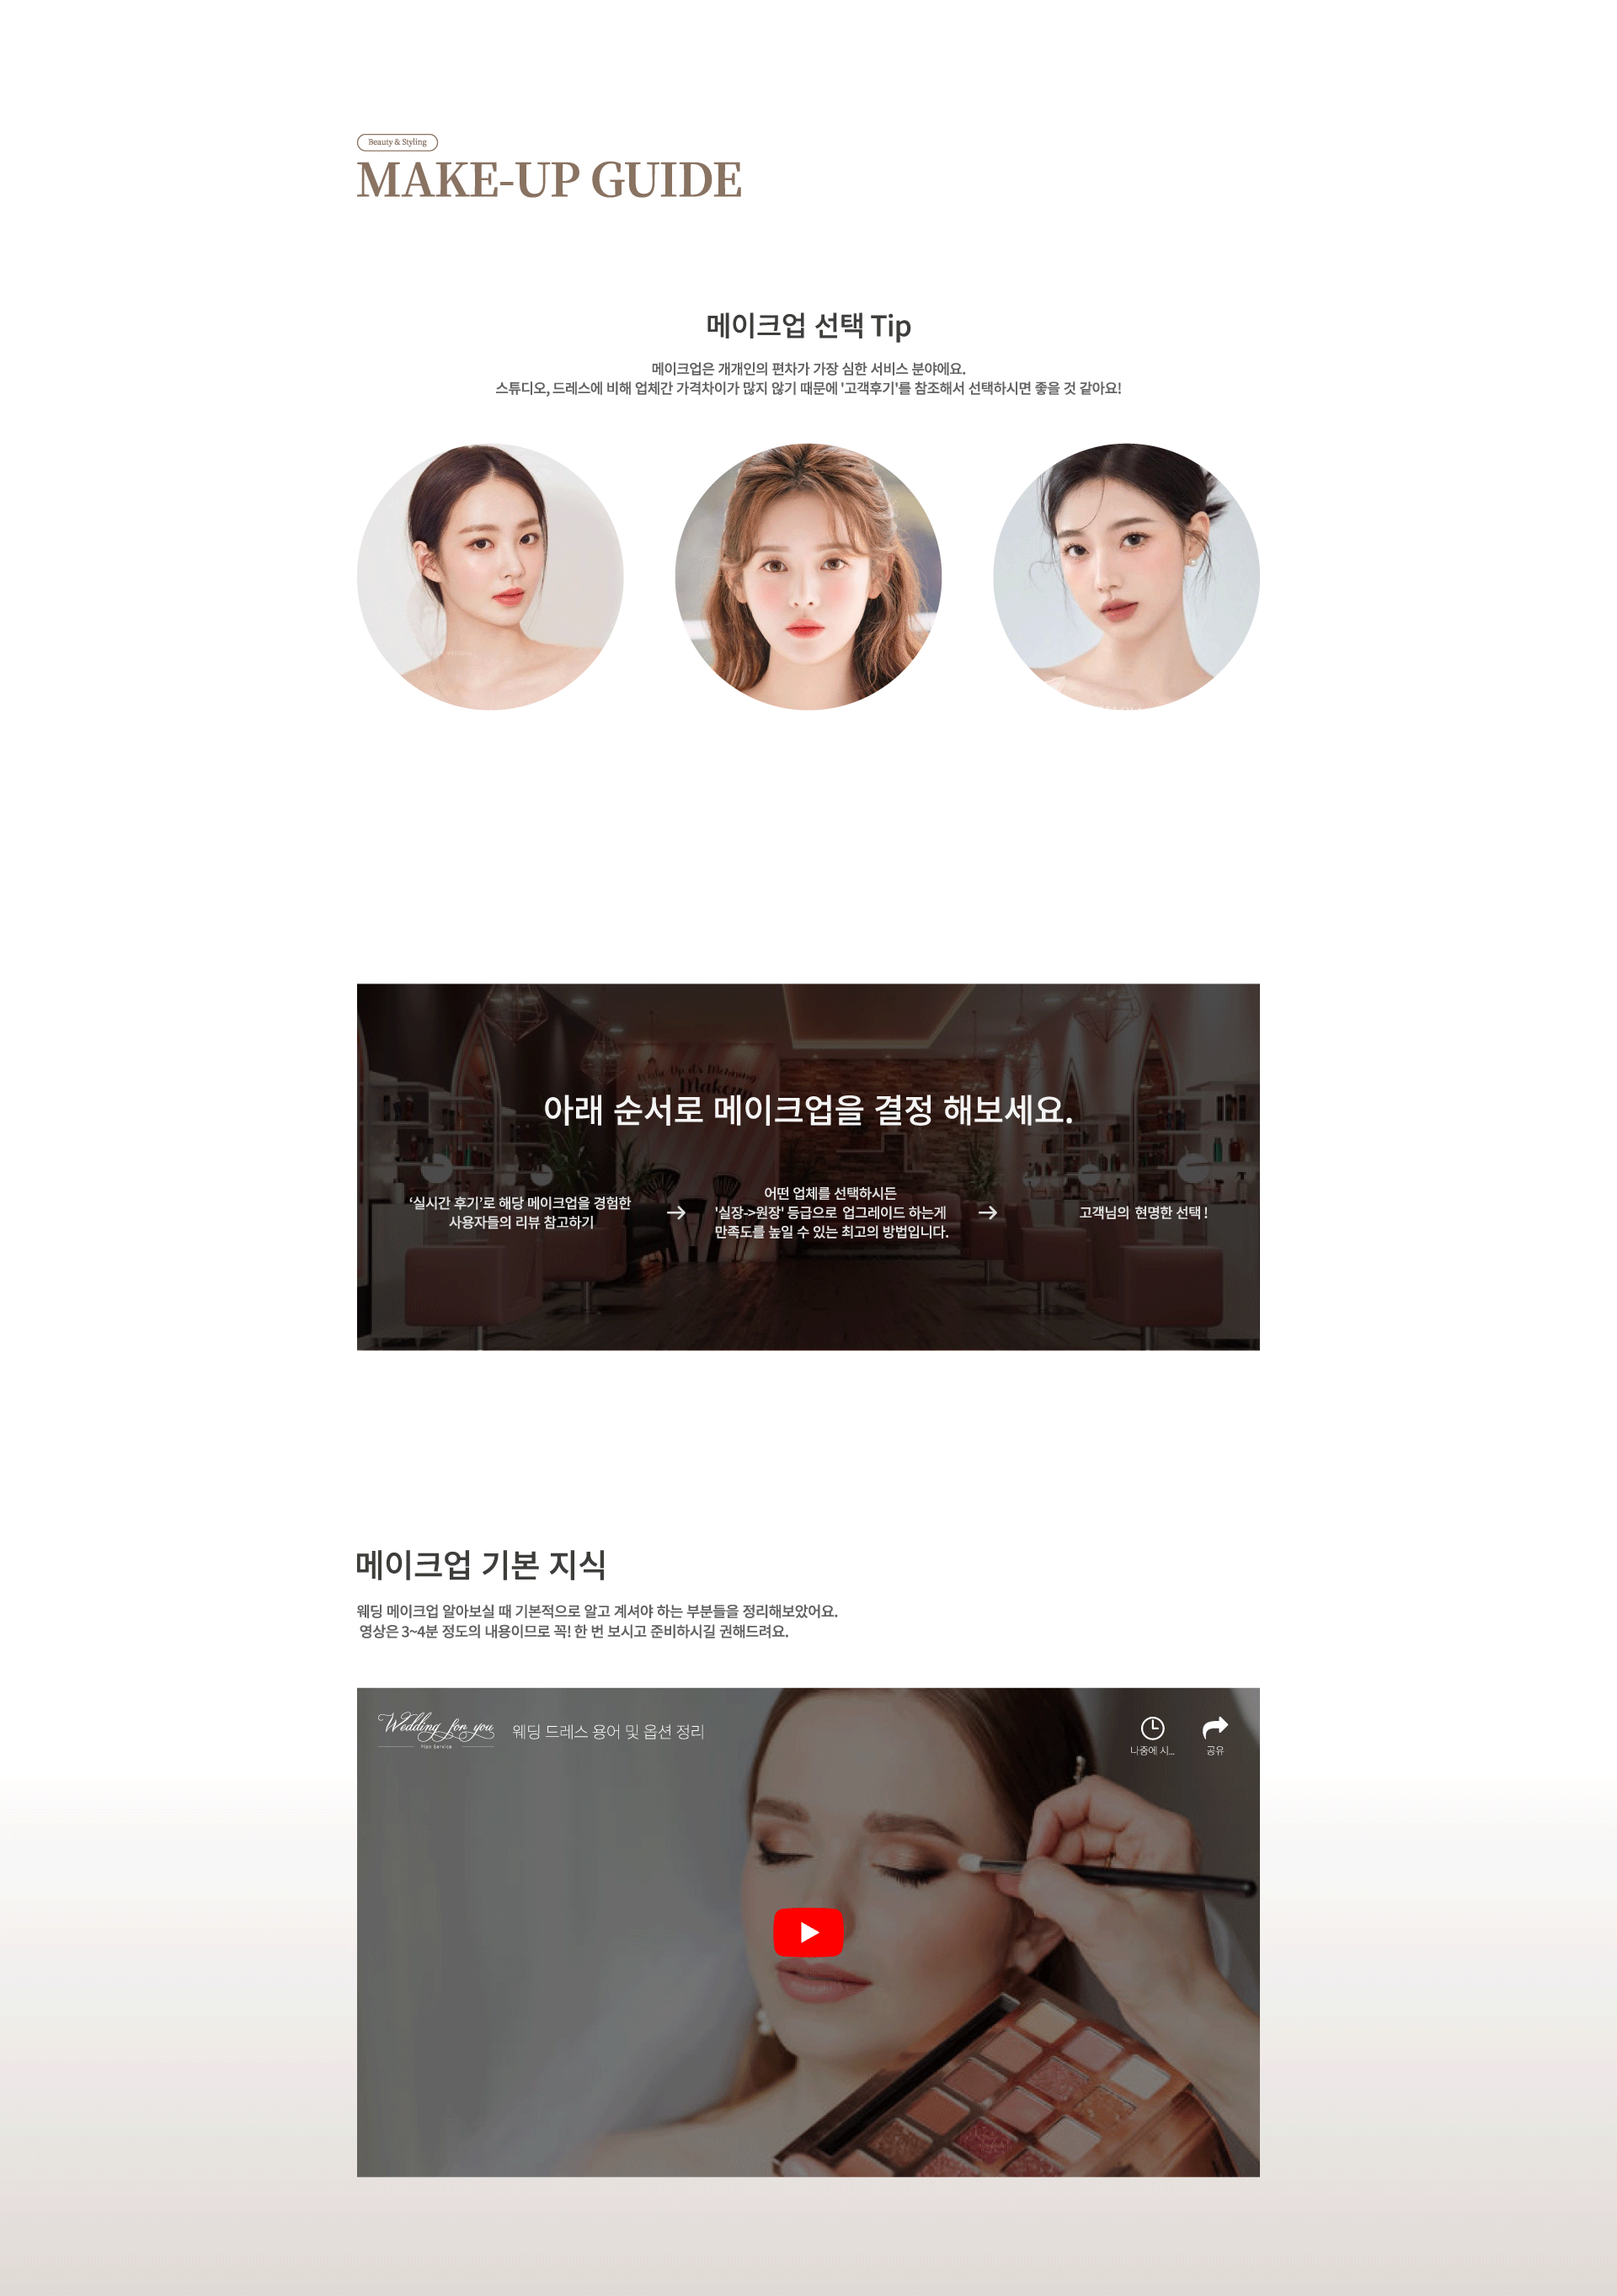 Beauty & Styling
MAKE-UP GUIDE
메이크업 선택 Tip
메이크업은 개개인의 편차가 가장 심한 서비스 분야에요.
스튜디오, 드레스에 비해 업체간 가격차이가 많지 않기 때문에 '고객후기'를 참조해서 선택하시면 좋을 것 같아요!
Makeup
아래 순서로 메이크업을 결정 해보세요.
‘실시간 후기’로 해당 메이크업을 경험한
사용자들의 리뷰 참고하기
→
어떤 업체를 선택하시든
'실장->원장' 등급으로 업그레이드 하는게
만족도를 높일 수 있는 최고의 방법입니다.
→
고객님의 현명한 선택 !
메이크업 기본 지식
웨딩 메이크업 알아보실 때 기본적으로 알고 계셔야 하는 부분들을 정리해보았어요.
영상은 3~4분 정도의 내용이므로 꼭! 한 번 보시고 준비하시길 권해드려요.
Wedding for you
Plan Service
웨딩 드레스 용어 및 옵션 정리
나중에 시...
공유